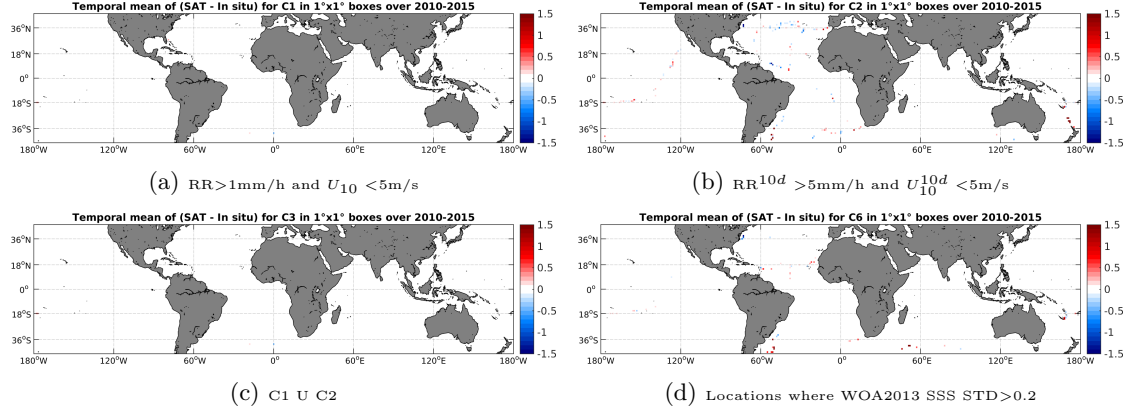 Temporal mean of (SAT - In situ) for C1 in 1°x1° boxes over 2010-2015
36°N
18°N
0°
18°S
36°S
180°W 120°W 60°W 0° 60°E 120°E 180°W
1.5
1
0.5
0
-0.5
-1
-1.5
(a) RR>1mm/h and U10 <5m/s
Temporal mean of (SAT - In situ) for C2 in 1°x1° boxes over 2010-2015
36°N
18°N
0°
18°S
36°S
180°W 120°W 60°W 0° 60°E 120°E 180°W
1.5
1
0.5
0
-0.5
-1
-1.5
(b) RR^10d >5mm/h and U10^10d <5m/s
Temporal mean of (SAT - In situ) for C3 in 1°x1° boxes over 2010-2015
36°N
18°N
0°
18°S
36°S
180°W 120°W 60°W 0° 60°E 120°E 180°W
1.5
1
0.5
0
-0.5
-1
-1.5
(c) C1 U C2
Temporal mean of (SAT - In situ) for C6 in 1°x1° boxes over 2010-2015
36°N
18°N
0°
18°S
36°S
180°W 120°W 60°W 0° 60°E 120°E 180°W
1.5
1
0.5
0
-0.5
-1
-1.5
(d) Locations where WOA2013 SSS STD>0.2